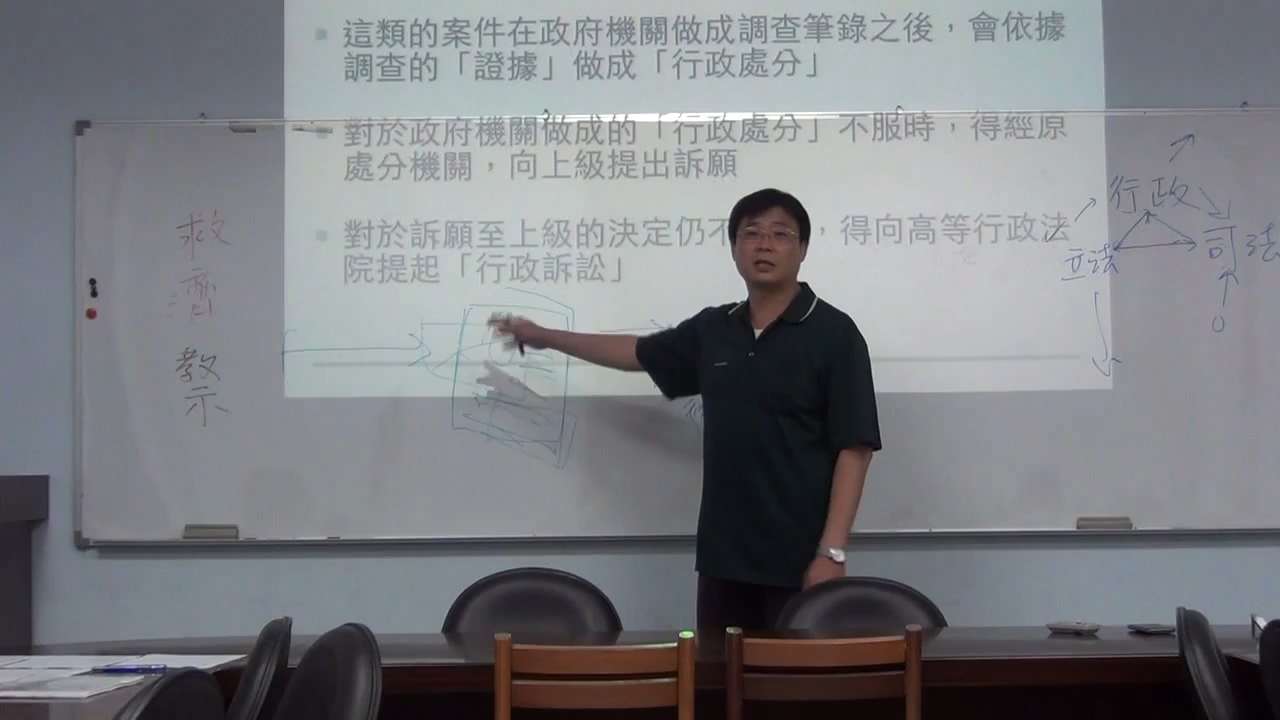 這類的案件在政府機關做成調查筆錄之後，會依據
調查的「證據」做成「行政處分」
對於政府機關做成的「行政處分」不服時，得經原
處分機關，向上級提出訴願
對於訴願至上級的決定仍不，得向高等行政法
院提起「行政訴訟」
救濟教示
行政
立法
司法